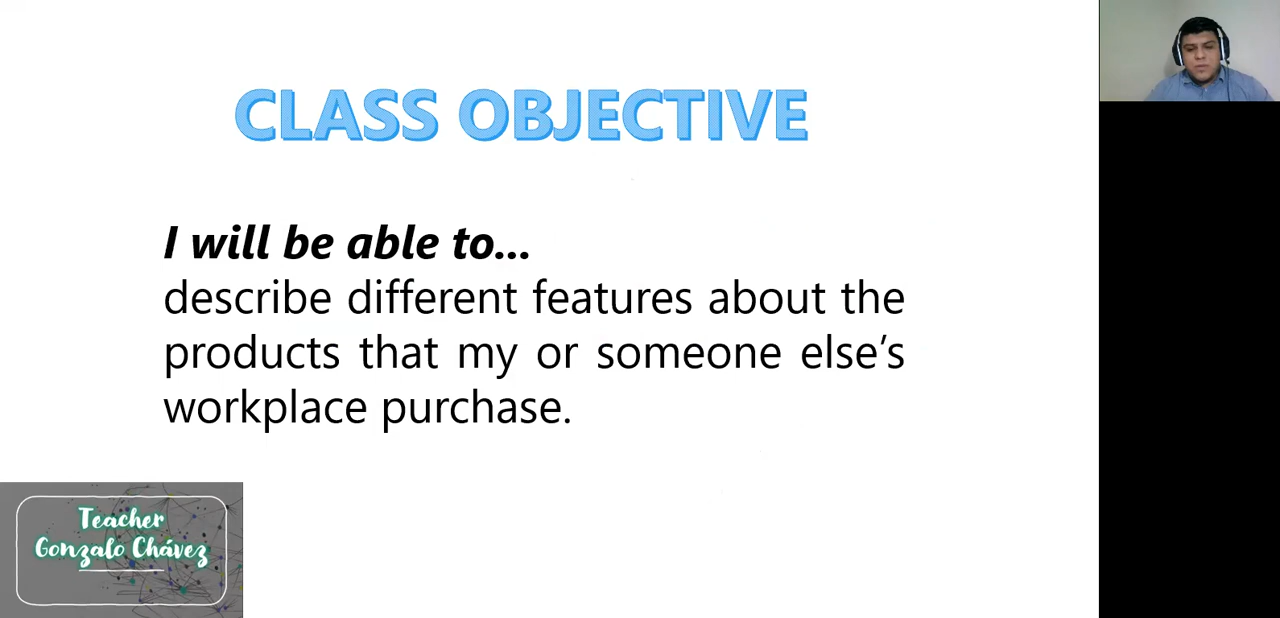 CLASS OBJECTIVE
I will be able to...
describe different features about the
products that my or someone else’s
workplace purchase.
Teacher
Gonzalo Chávez